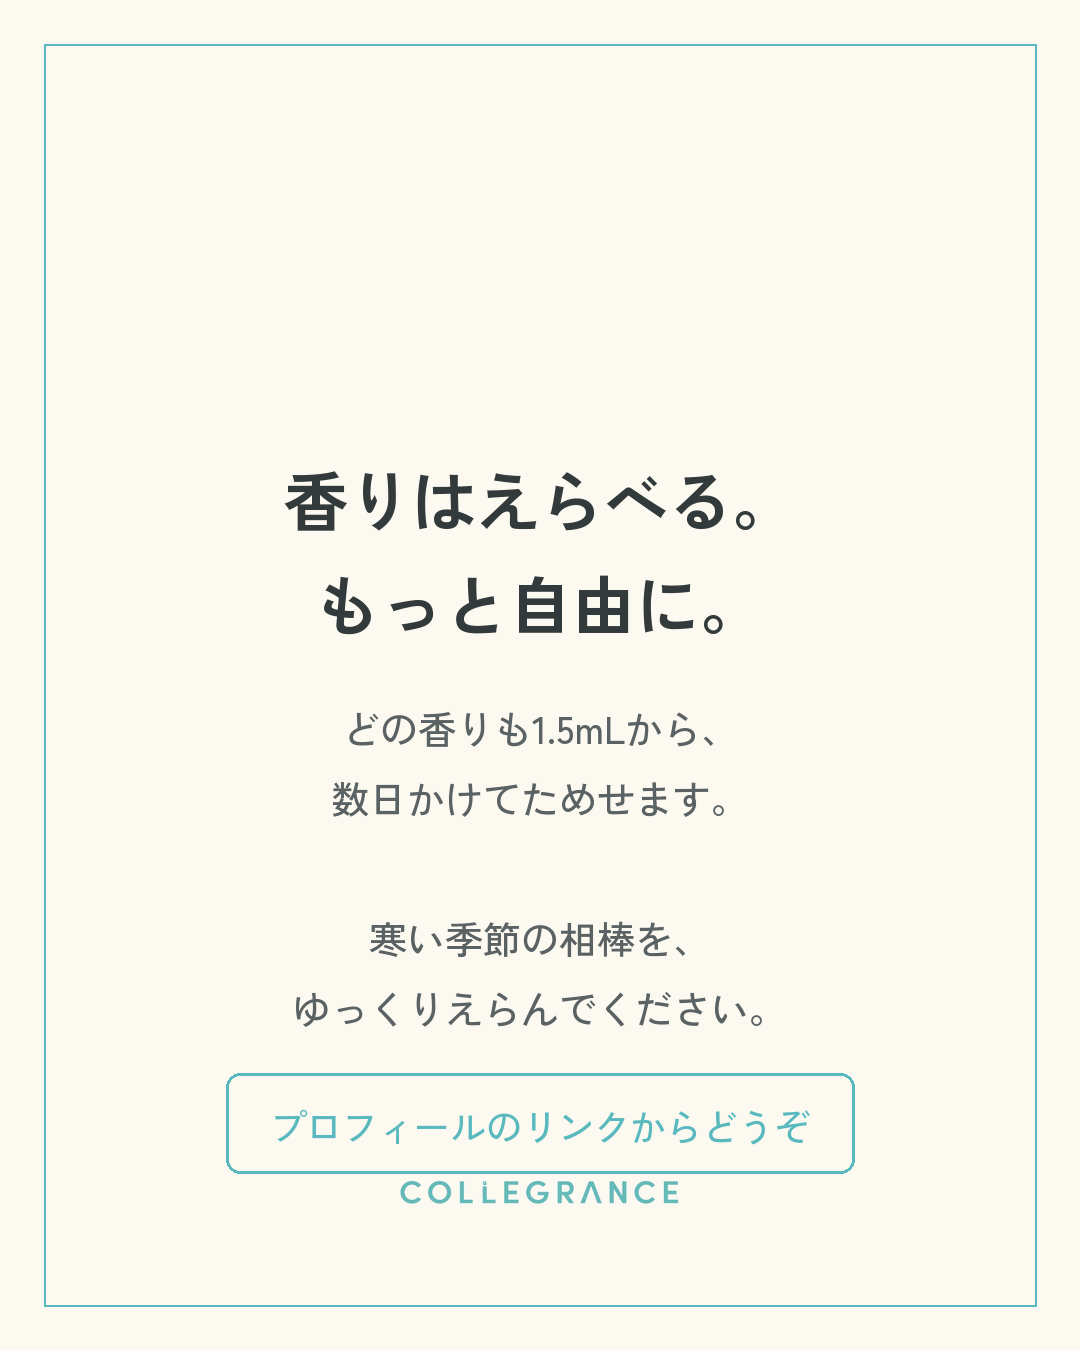 香りはえらべる。
もっと自由に。
どの香りも1.5mLから、
数日かけてためせます。
寒い季節の相棒を、
ゆっくりえらんでください。
プロフィールのリンクからどうぞ
COLLEGRANCE